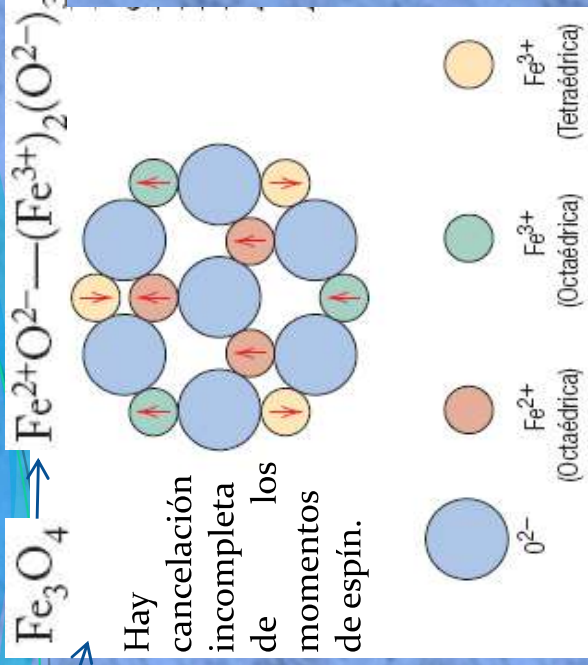 Fe₃O₄ → Fe²⁺O²⁻—(Fe³⁺)₂(O²⁻)₃
Hay
cancelación
incompleta
de los
momentos
de espín.
O²⁻
Fe²⁺
(Octaédrica)
Fe³⁺
(Octaédrica)
Fe³⁺
(Tetraédrica)